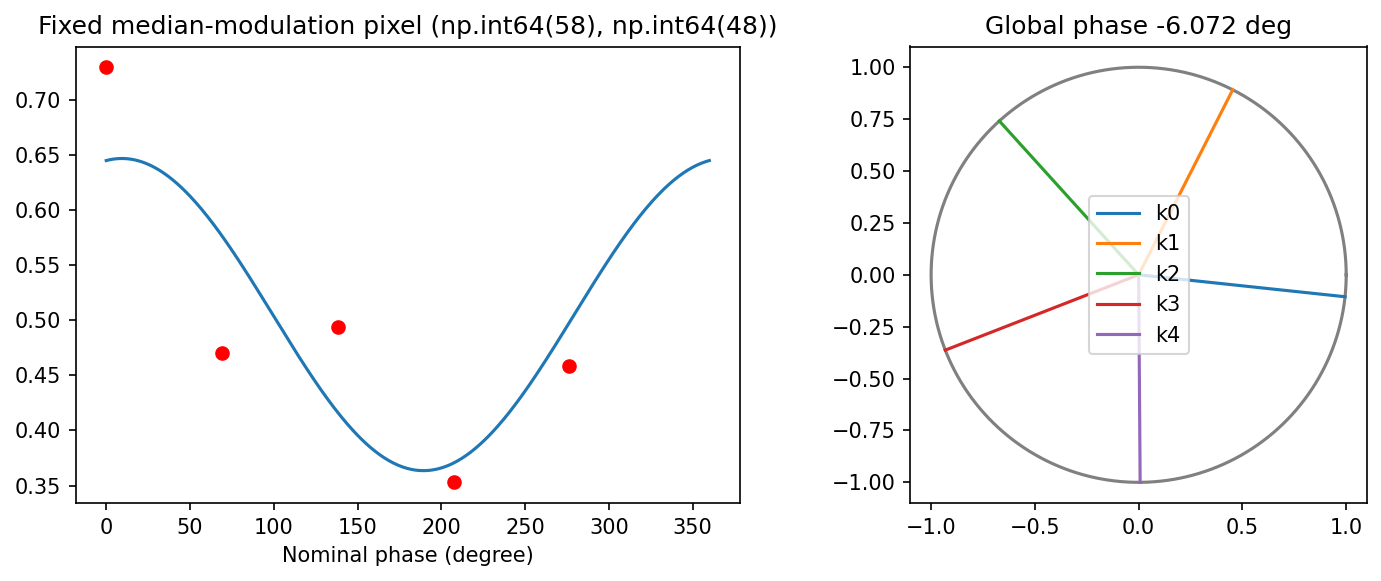 Fixed median-modulation pixel (np.int64(58), np.int64(48))
0.70
0.65
0.60
0.55
0.50
0.45
0.40
0.35
0 50 100 150 200 250 300 350
Nominal phase (degree)
Global phase -6.072 deg
1.00
0.75
0.50
0.25
0.00
−0.25
−0.50
−0.75
−1.00
−1.0 −0.5 0.0 0.5 1.0
k0
k1
k2
k3
k4